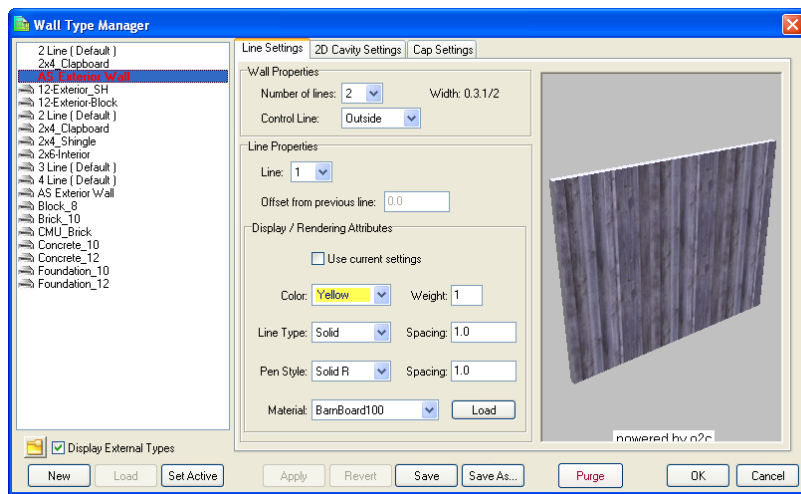 Wall Type Manager
2 Line ( Default )
2x4_Clapboard
AS Exterior Wall
12-Exterior_SH
12-Exterior-Block
2 Line ( Default )
2x4_Clapboard
2x4_Shingle
2x6-Interior
3 Line ( Default )
4 Line ( Default )
AS Exterior Wall
Block_8
Brick_10
CMU_Brick
Concrete_10
Concrete_12
Foundation_10
Foundation_12
Display External Types
New Load Set Active
Line Settings 2D Cavity Settings Cap Settings
Wall Properties
Number of lines: 2 Width: 0.3.1/2
Control Line: Outside
Line Properties
Line: 1
Offset from previous line: 0.0
Display / Rendering Attributes
Use current settings
Color: Yellow Weight: 1
Line Type: Solid Spacing: 1.0
Pen Style: Solid R Spacing: 1.0
Material: BarnBoard100 Load
powered by o2c
Apply Revert Save Save As... Purge OK Cancel